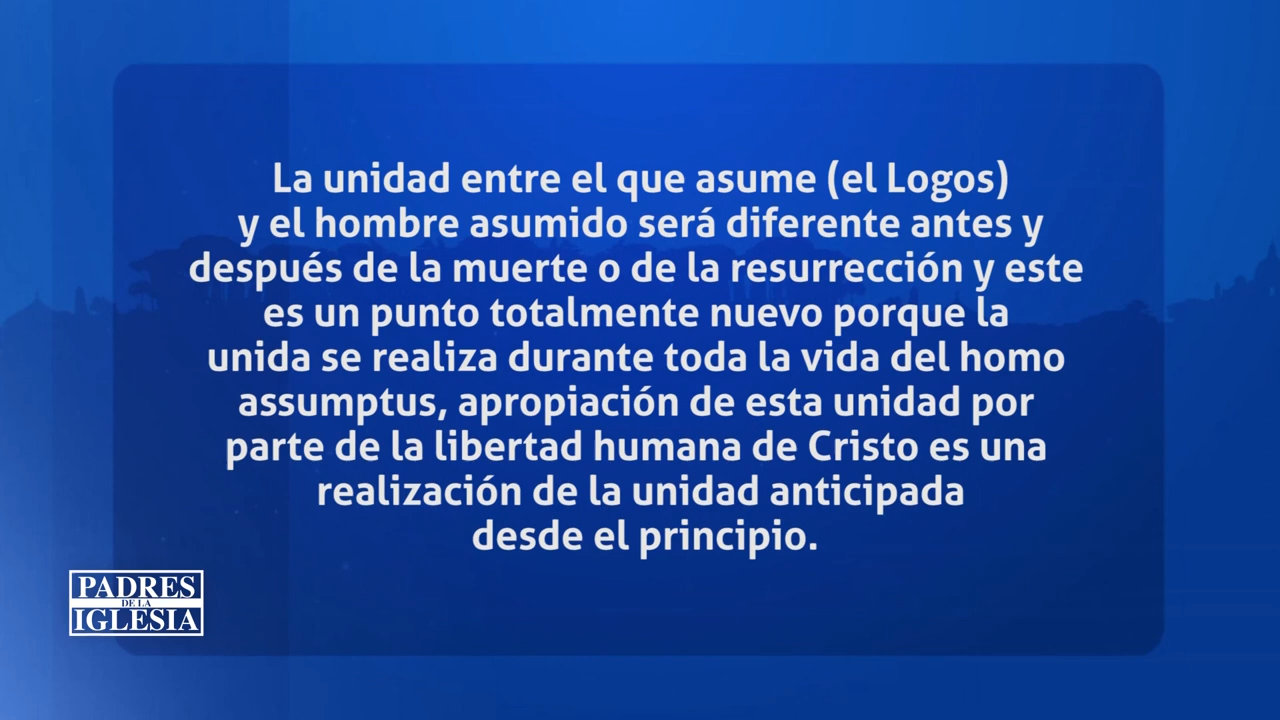 La unidad entre el que asume (el Logos)
y el hombre asumido será diferente antes y
después de la muerte o de la resurrección y este
es un punto totalmente nuevo porque la
unida se realiza durante toda la vida del homo
assumptus, apropiación de esta unidad por
parte de la libertad humana de Cristo es una
realización de la unidad anticipada
desde el principio.
PADRES
DE LA
IGLESIA